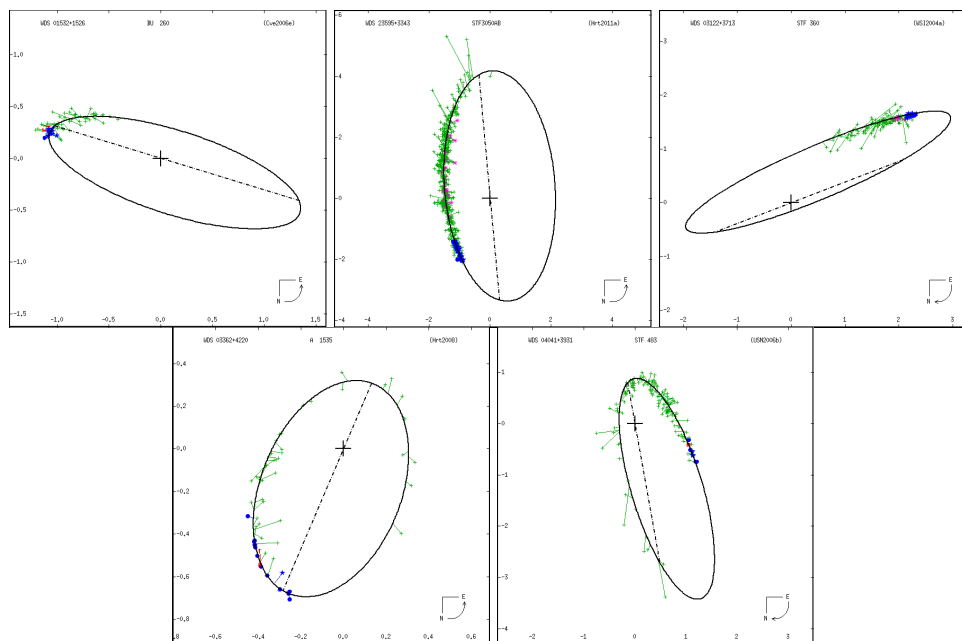 WDS 01532+1526 BU 260 (Cve2006e)
1.0
0.5
0.0
-0.5
-1.0
-1.5
-1.0 -0.5 0.0 0.5 1.0 1.5
E
N
WDS 23595+3343 STF3050AB (Hrt2011a)
6
4
2
0
-2
-4
-4 -2 0 2 4 6
E
N
WDS 03122+3713 STF 360 (WSI2004a)
3
2
1
0
-1
-2
-2 -1 0 1 2 3
E
N
WDS 03362+4220 A 1535 (Hrt2008)
0.4
0.2
0.0
-0.2
-0.4
-0.6
-0.8
0.8 -0.6 -0.4 -0.2 0.0 0.2 0.4 0.6
T
E
N
WDS 04041+3931 STF 483 (USN2006b)
1
0
-1
-2
-3
-4
-2 -1 0 1 2 3
E
N